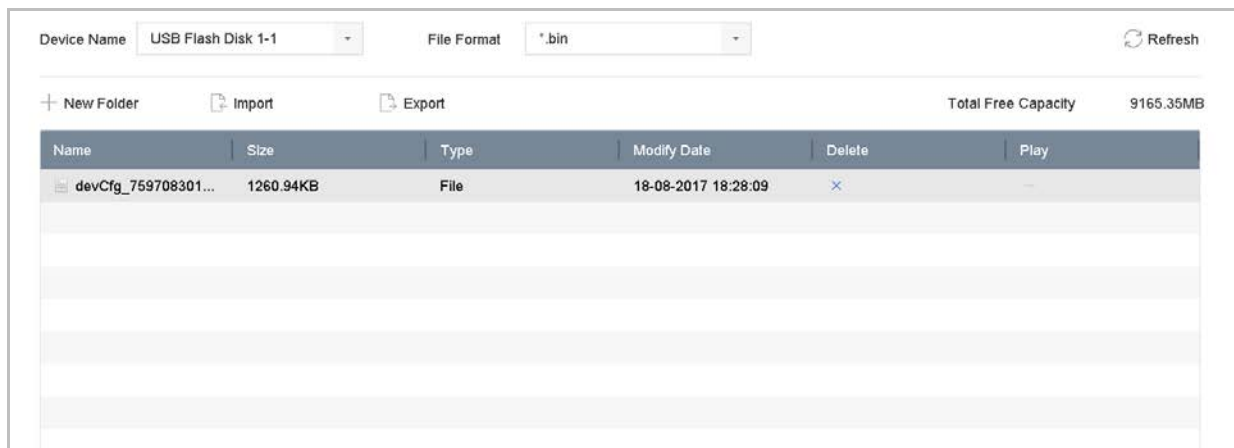 Device Name USB Flash Disk 1-1 File Format *.bin Refresh
New Folder Import Export Total Free Capacity 9165.35MB
Name Size Type Modify Date Delete Play
devCfg_759708301... 1260.94KB File 18-08-2017 18:28:09 × —